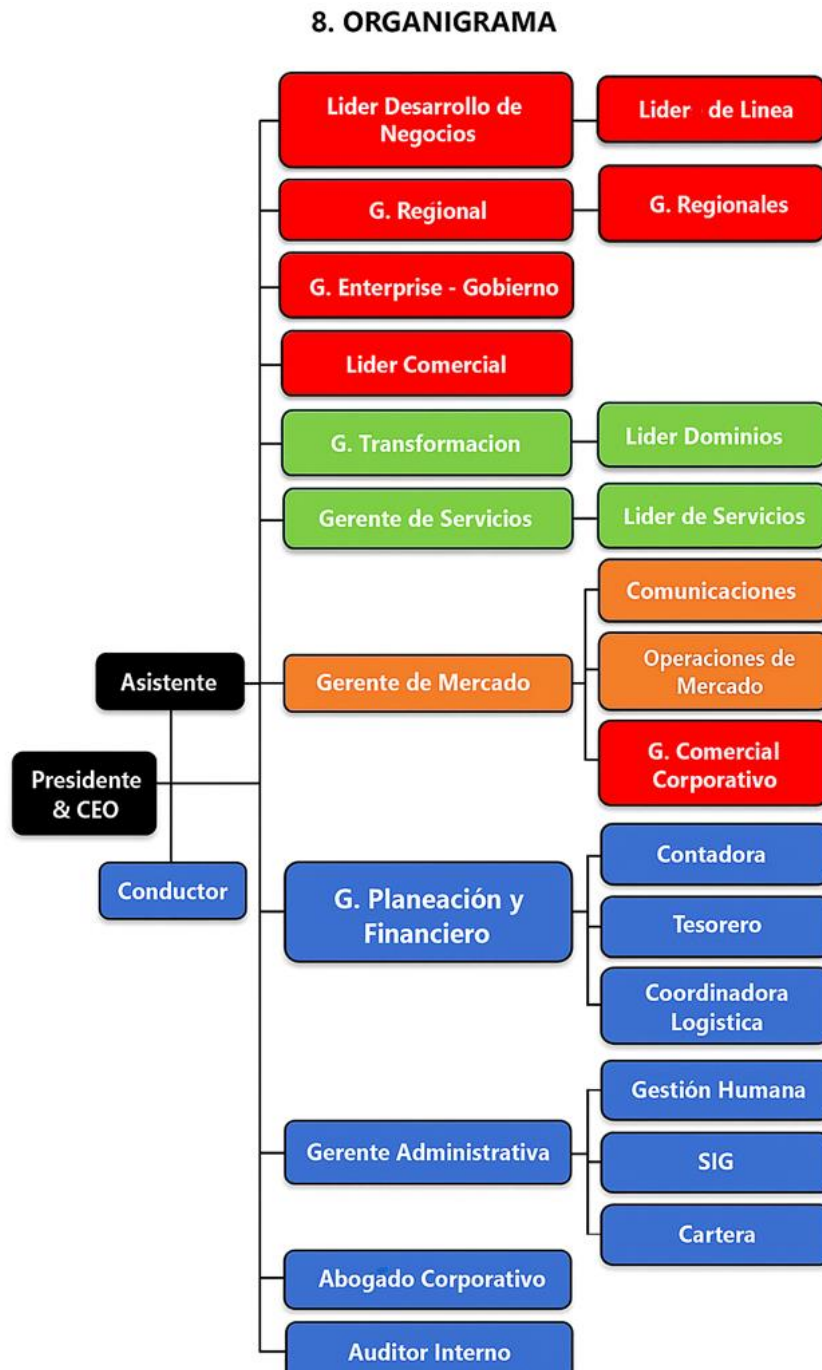 8. ORGANIGRAMA
Lider Desarrollo de
Negocios
Lider de Linea
G. Regional
G. Regionales
G. Enterprise - Gobierno
Lider Comercial
G. Transformacion
Lider Dominios
Gerente de Servicios
Lider de Servicios
Comunicaciones
Asistente
Gerente de Mercado
Operaciones de
Mercado
G. Comercial
Corporativo
Presidente
& CEO
Conductor
G. Planeación y
Financiero
Contadora
Tesorero
Coordinadora
Logistica
Gerente Administrativa
Gestión Humana
SIG
Cartera
Abogado Corporativo
Auditor Interno